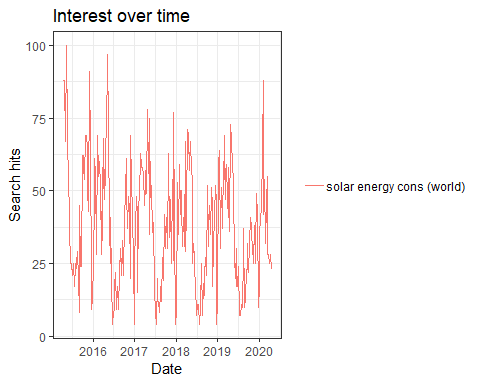 Interest over time
100
75
50
25
0
Search hits
2016 2017 2018 2019 2020
Date
solar energy cons (world)